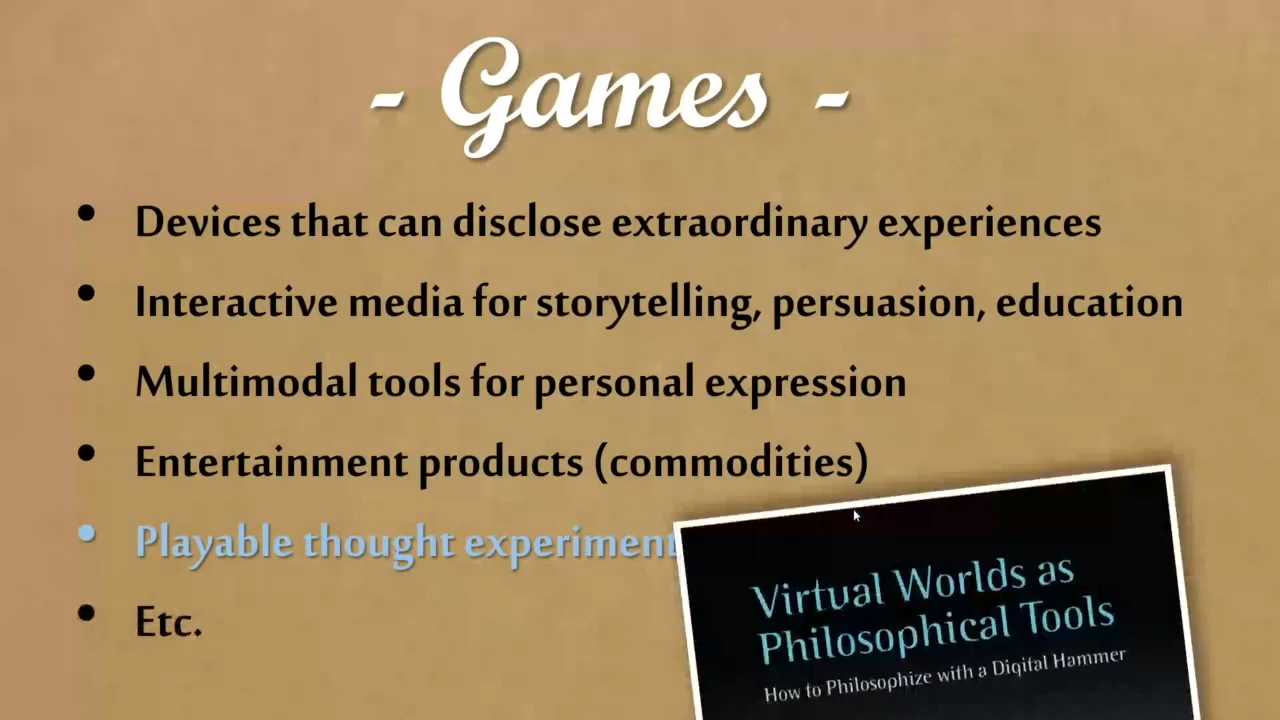 - Games -
• Devices that can disclose extraordinary experiences
• Interactive media for storytelling, persuasion, education
• Multimodal tools for personal expression
• Entertainment products (commodities)
• Playable thought experiment
• Etc.
Virtual Worlds as
Philosophical Tools
How to Philosophize with a Digital Hammer